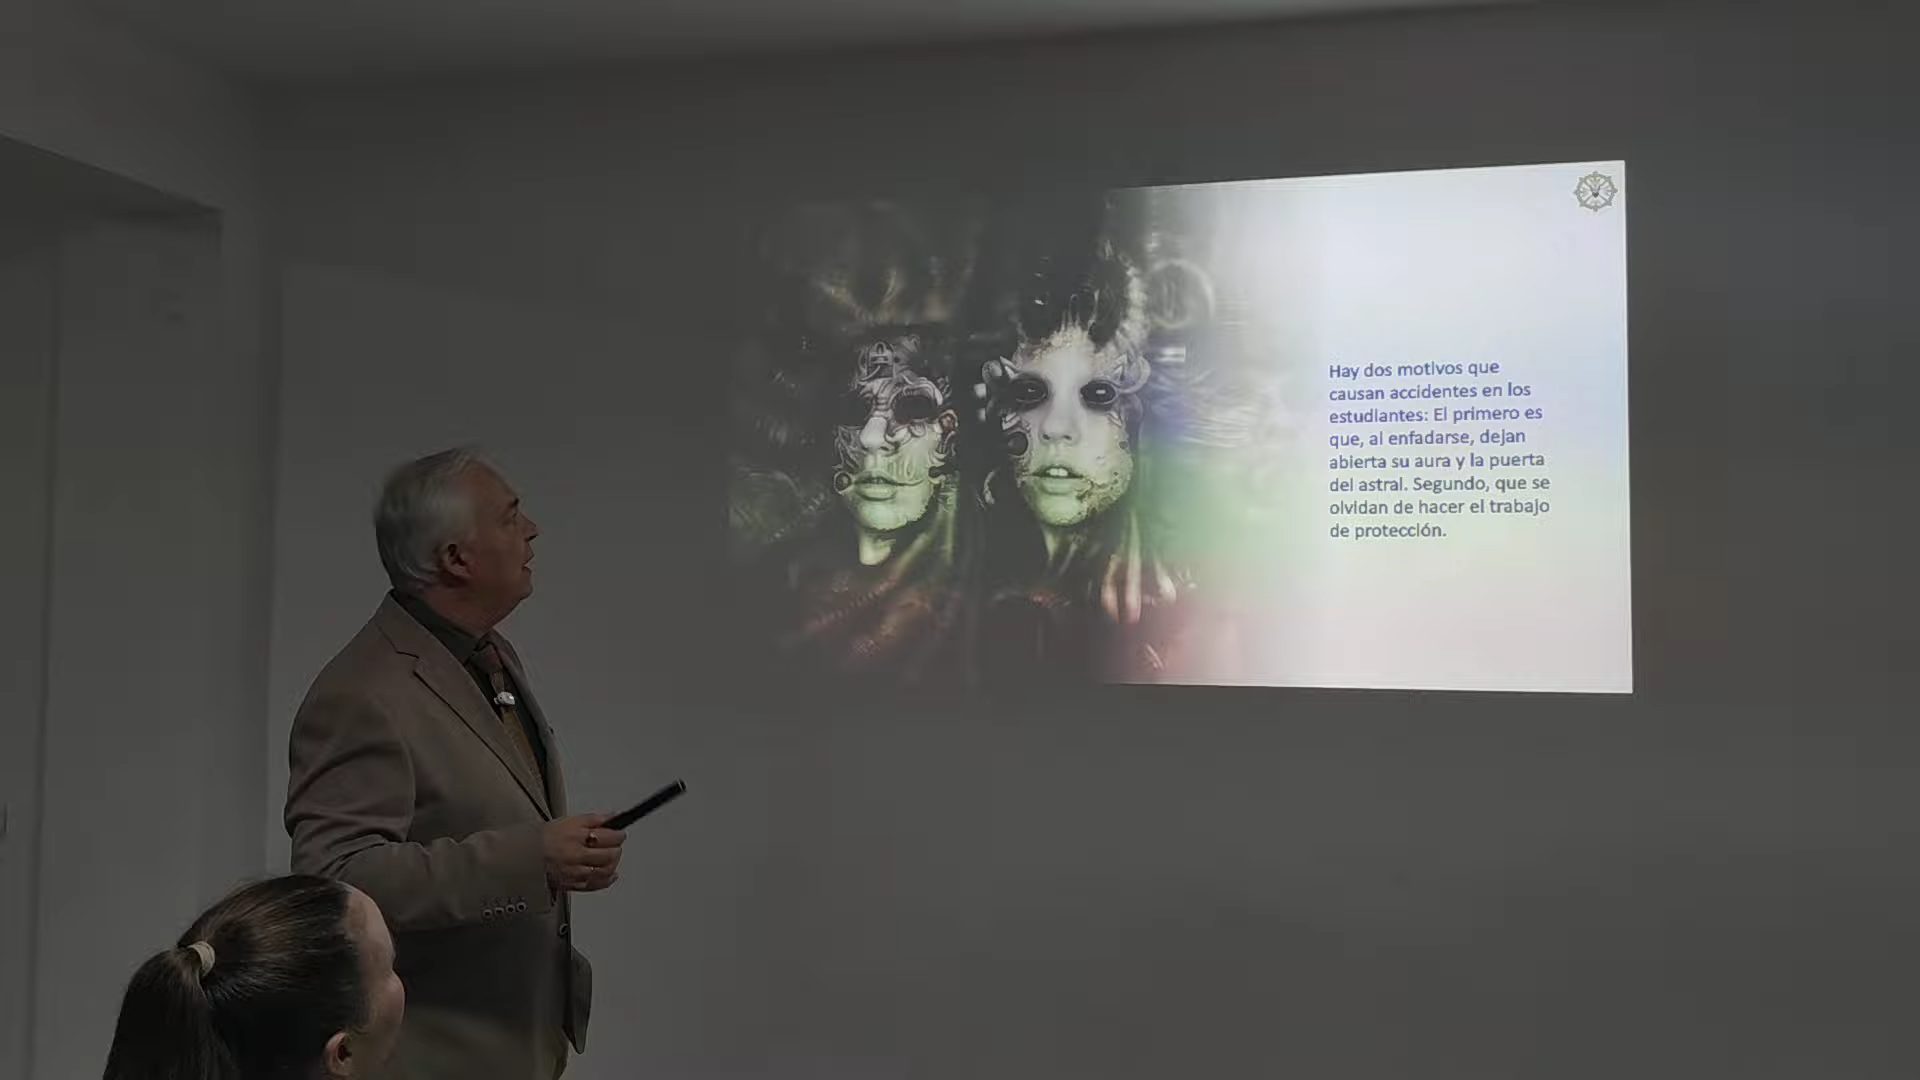 Hay dos motivos que
causan accidentes en los
estudiantes: El primero es
que, al enfadarse, dejan
abierta su aura y la puerta
del astral. Segundo, que se
olvidan de hacer el trabajo
de protección.